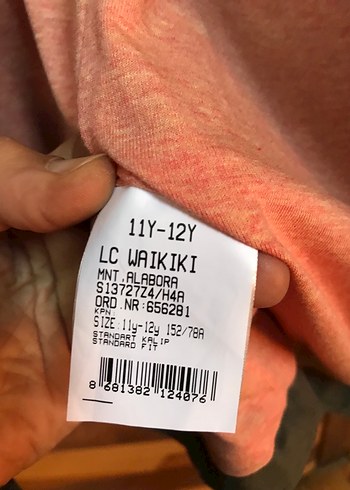 11Y-12Y
LC WAIKIKI
MNT.ALABORA
S13727Z4/H4A
ORD.NR:656281
KPN:
SIZE:11y-12y 152/78A
STANDART KALIP
STANDARD FIT
8 681382 124076